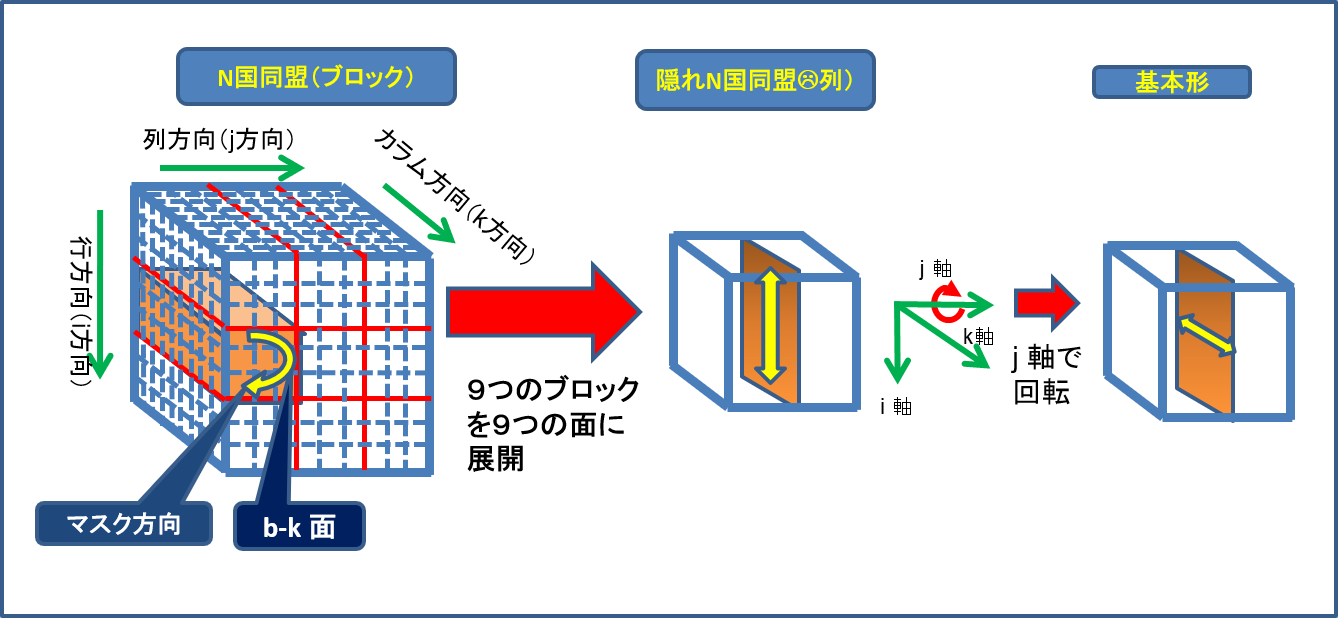 N国同盟(ブロック)
隠れN国同盟☹列)
基本形
列方向(j方向)
カラム方向(k方向)
行方向(i方向)
j 軸
k軸
i 軸
9つのブロック
を9つの面に
展開
j 軸で
回転
マスク方向
b-k 面